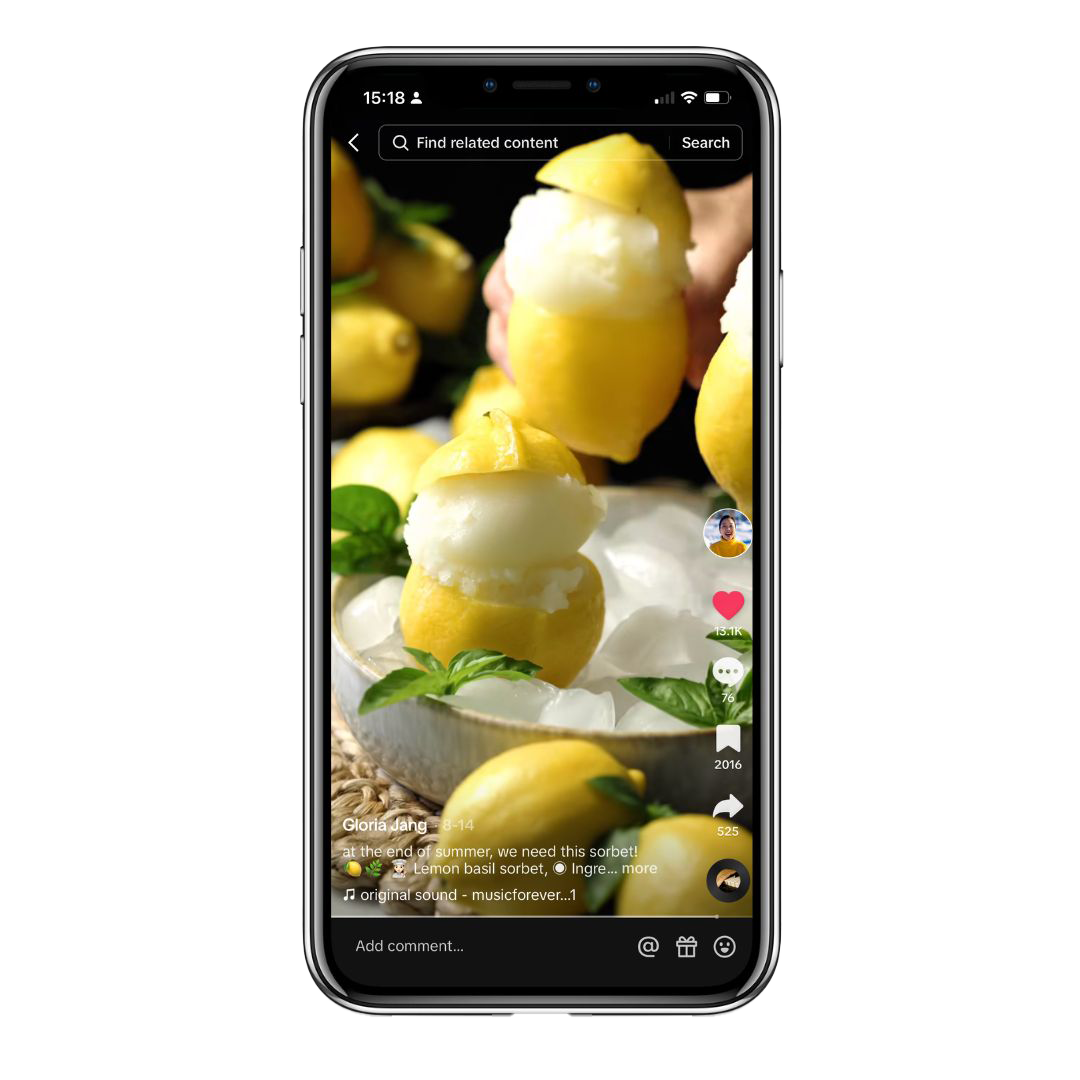 15:18
Find related content
Search
13.1K
76
2016
525
Gloria Jang · 8-14
at the end of summer, we need this sorbet!
🍋🌿 👩🏻‍🍳 Lemon basil sorbet, ◉ Ingre... more
original sound - musicforever...1
Add comment...